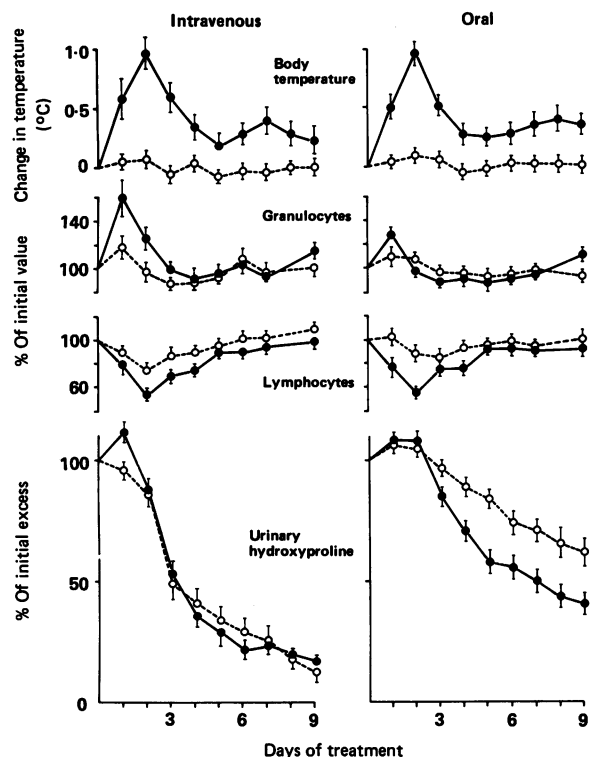 Intravenous
Oral
Change in temperature
(°C)
1·0
0·5
0
Body
temperature
% Of initial value
140
100
Granulocytes
100
60
Lymphocytes
% Of initial excess
100
50
0
Urinary
hydroxyproline
3
6
9
3
6
9
Days of treatment